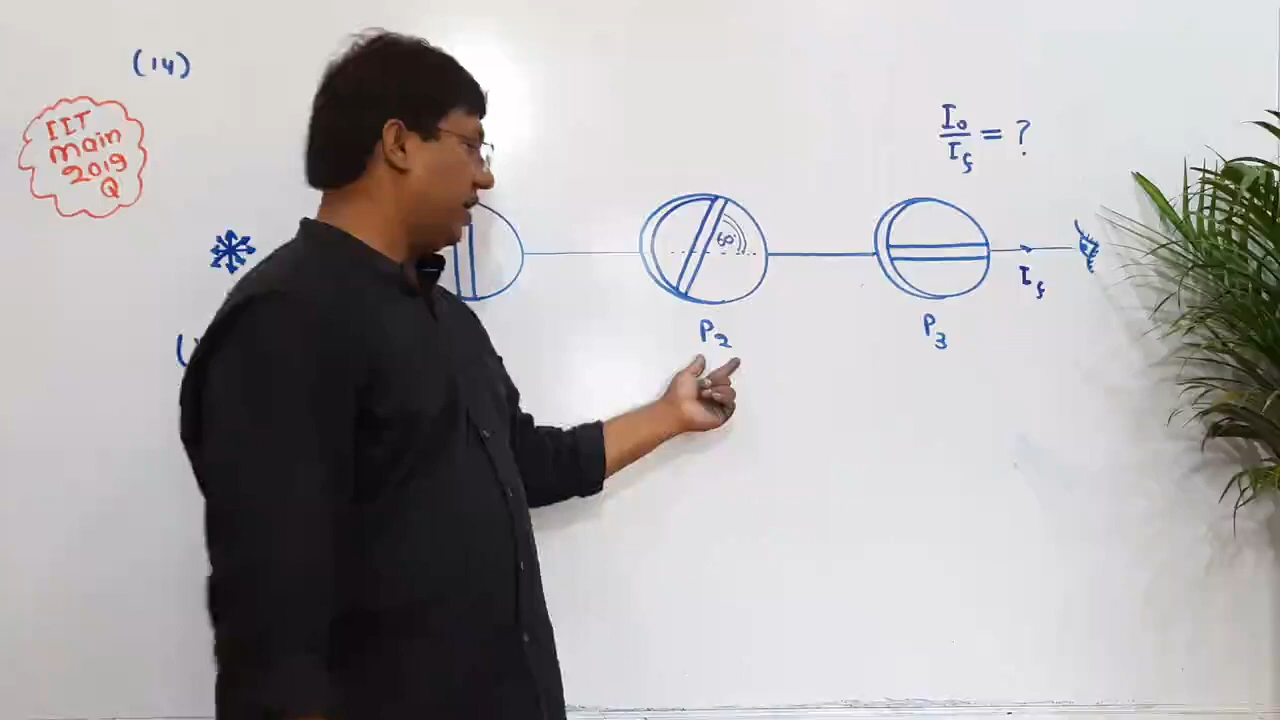 (14)
IIT
main
2019
Q
I₀
I_f
= ?
60°
I_f
P₂
P₃
(